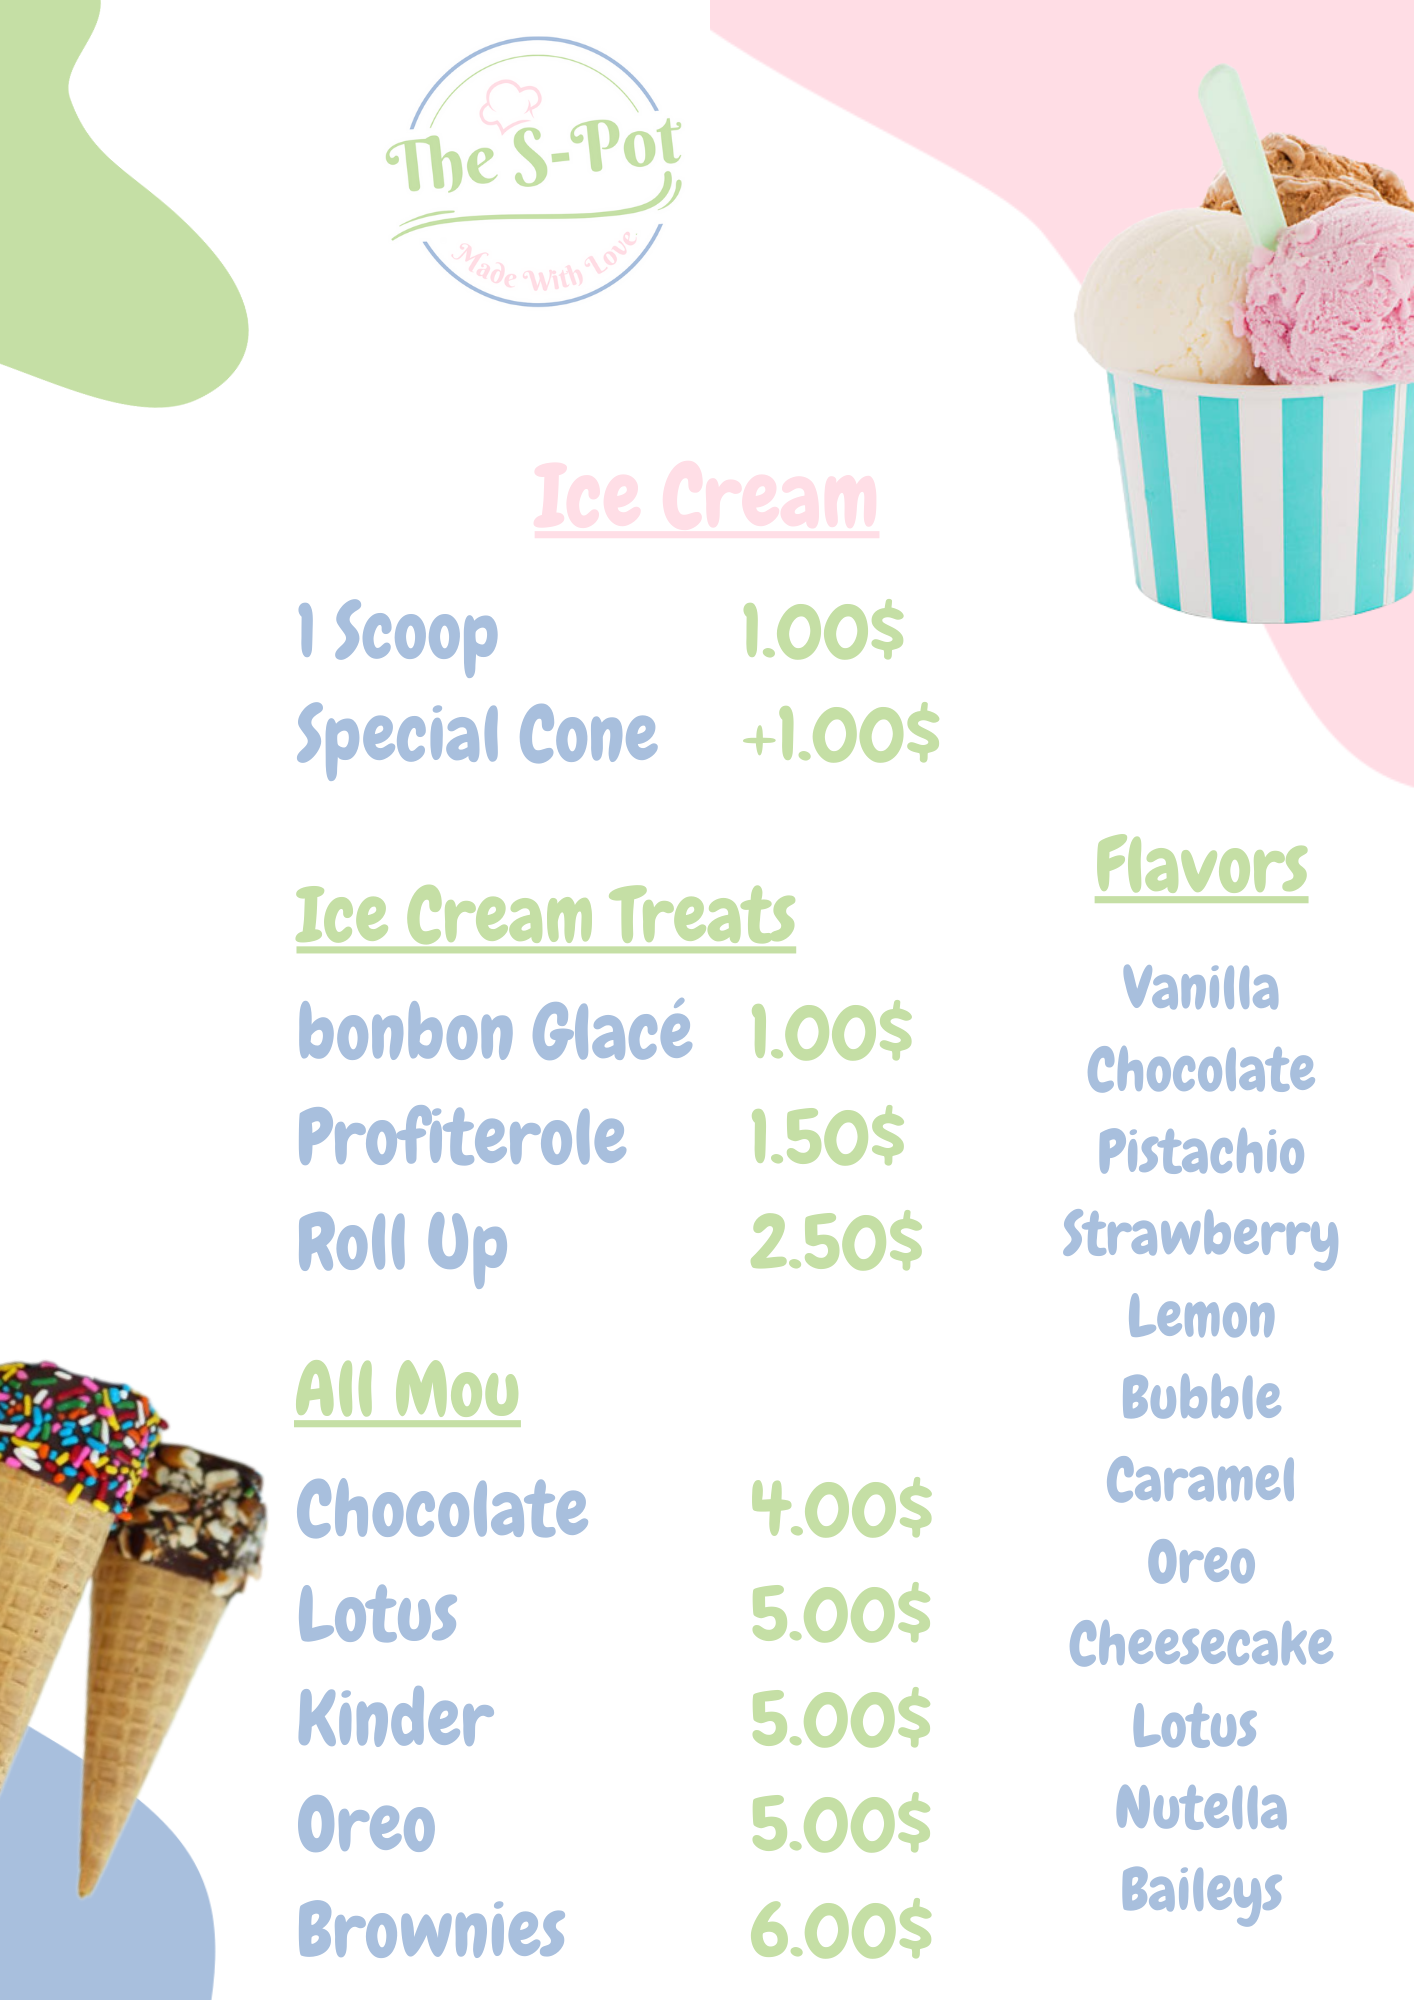 The S-Pot
Made With Love
Ice Cream
1 Scoop 1.00$
Special Cone +1.00$
Ice Cream Treats
bonbon Glacé 1.00$
Profiterole 1.50$
Roll Up 2.50$
All Mou
Chocolate 4.00$
Lotus 5.00$
Kinder 5.00$
Oreo 5.00$
Brownies 6.00$
Flavors
Vanilla
Chocolate
Pistachio
Strawberry
Lemon
Bubble
Caramel
Oreo
Cheesecake
Lotus
Nutella
Baileys